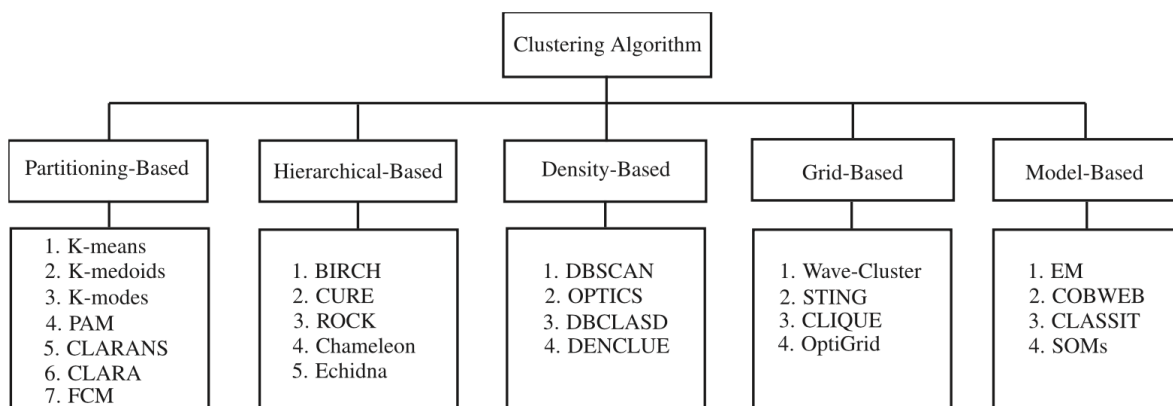 Clustering Algorithm
Partitioning-Based
Hierarchical-Based
Density-Based
Grid-Based
Model-Based
1. K-means
2. K-medoids
3. K-modes
4. PAM
5. CLARANS
6. CLARA
7. FCM
1. BIRCH
2. CURE
3. ROCK
4. Chameleon
5. Echidna
1. DBSCAN
2. OPTICS
3. DBCLASD
4. DENCLUE
1. Wave-Cluster
2. STING
3. CLIQUE
4. OptiGrid
1. EM
2. COBWEB
3. CLASSIT
4. SOMs